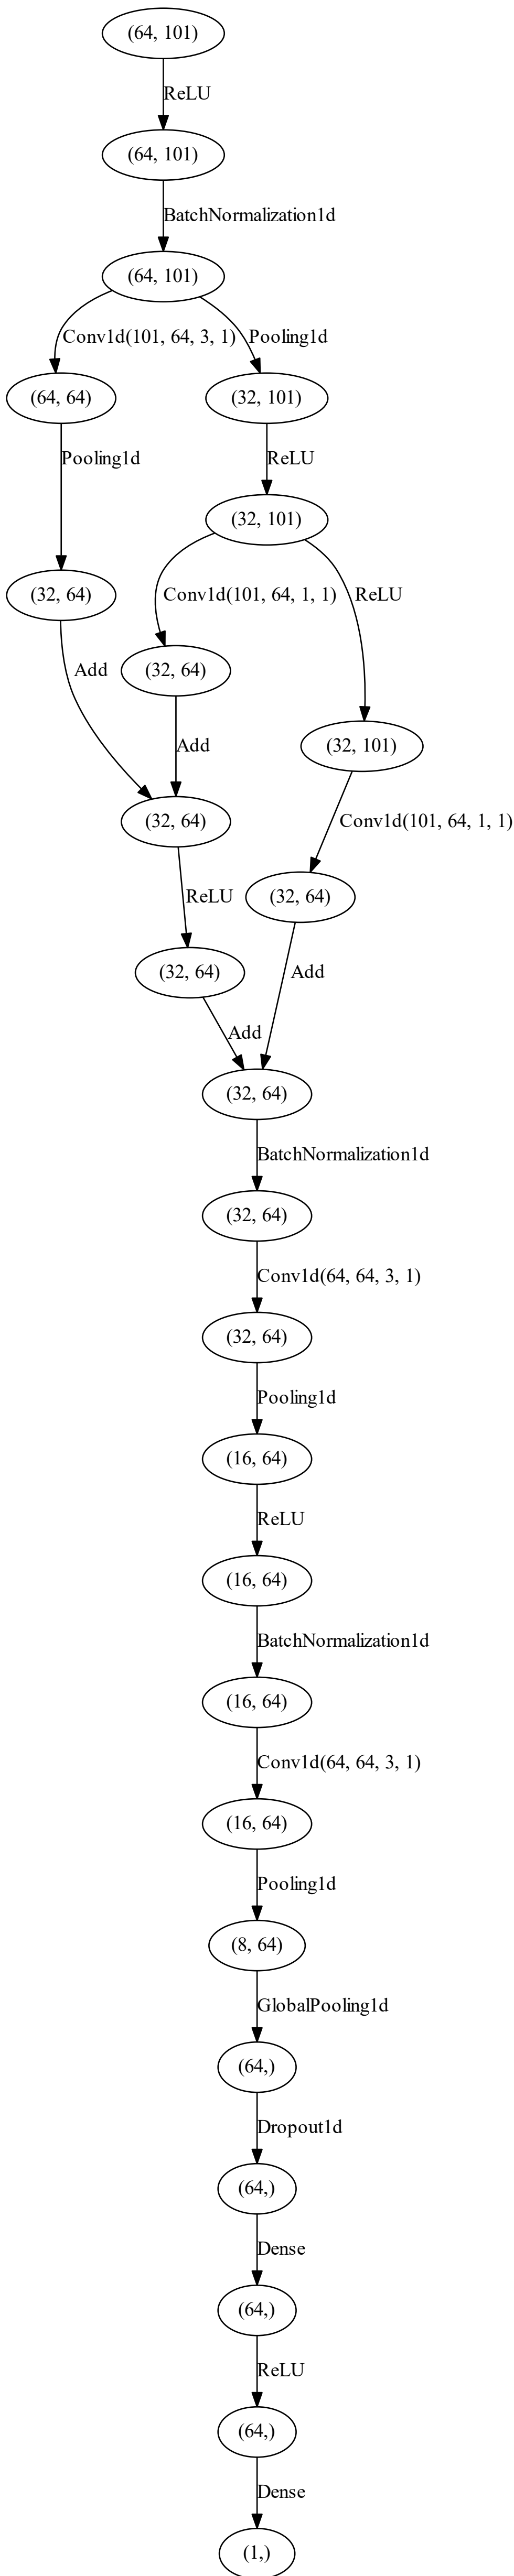 (64, 101)
ReLU
(64, 101)
BatchNormalization1d
(64, 101)
Conv1d(101, 64, 3, 1)
Pooling1d
(64, 64)
(32, 101)
Pooling1d
ReLU
(32, 101)
(32, 64)
Conv1d(101, 64, 1, 1)
ReLU
Add
(32, 64)
Add
(32, 101)
(32, 64)
Conv1d(101, 64, 1, 1)
ReLU
(32, 64)
(32, 64)
Add
Add
(32, 64)
BatchNormalization1d
(32, 64)
Conv1d(64, 64, 3, 1)
(32, 64)
Pooling1d
(16, 64)
ReLU
(16, 64)
BatchNormalization1d
(16, 64)
Conv1d(64, 64, 3, 1)
(16, 64)
Pooling1d
(8, 64)
GlobalPooling1d
(64,)
Dropout1d
(64,)
Dense
(64,)
ReLU
(64,)
Dense
(1,)